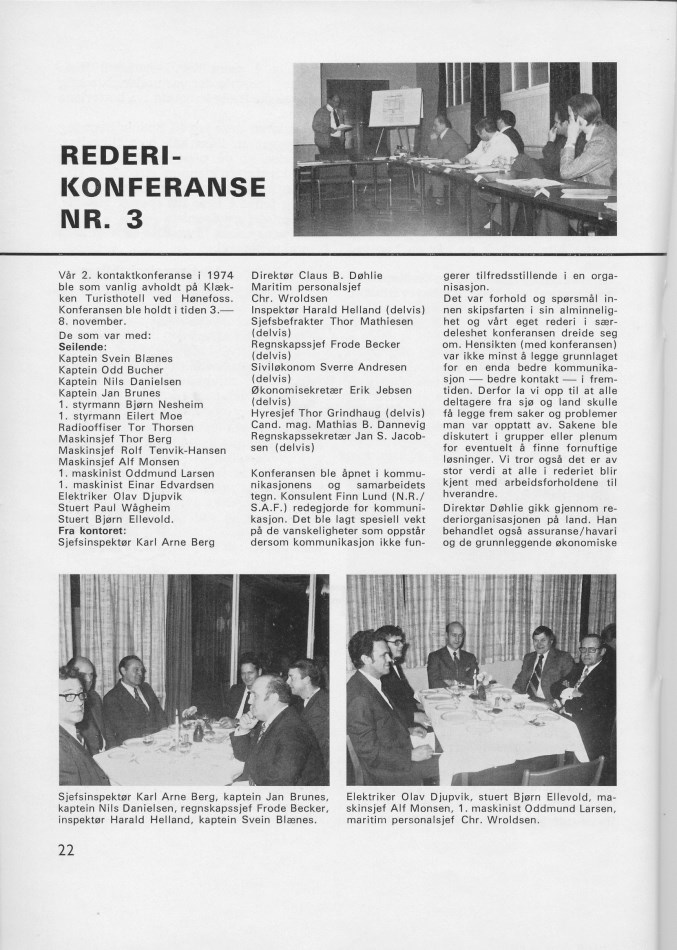 REDERI-
KONFERANSE
NR. 3
Vår 2. kontaktkonferanse i 1974
ble som vanlig avholdt på Klæk-
ken Turisthotell ved Hønefoss.
Konferansen ble holdt i tiden 3.—
8. november.
De som var med:
Seilende:
Kaptein Svein Blænes
Kaptein Odd Bucher
Kaptein Nils Danielsen
Kaptein Jan Brunes
1. styrmann Bjørn Nesheim
1. styrmann Eilert Moe
Radiooffiser Tor Thorsen
Maskinsjef Thor Berg
Maskinsjef Rolf Tenvik-Hansen
Maskinsjef Alf Monsen
1. maskinist Oddmund Larsen
1. maskinist Einar Edvardsen
Elektriker Olav Djupvik
Stuert Paul Wågheim
Stuert Bjørn Ellevold.
Fra kontoret:
Sjefsinspektør Karl Arne Berg
Direktør Claus B. Døhlie
Maritim personalsjef
Chr. Wroldsen
Inspektør Harald Helland (delvis)
Sjefsbefrakter Thor Mathiesen
(delvis)
Regnskapssjef Frode Becker
(delvis)
Siviløkonom Sverre Andresen
(delvis)
Økonomisekretær Erik Jebsen
(delvis)
Hyresjef Thor Grindhaug (delvis)
Cand. mag. Mathias B. Dannevig
Regnskapssekretær Jan S. Jacob-
sen (delvis)
Konferansen ble åpnet i kommu-
nikasjonens og samarbeidets
tegn. Konsulent Finn Lund (N.R./
S.A.F.) redegjorde for kommuni-
kasjon. Det ble lagt spesiell vekt
på de vanskeligheter som oppstår
dersom kommunikasjon ikke fun-
gerer tilfredsstillende i en orga-
nisasjon.
Det var forhold og spørsmål in-
nen skipsfarten i sin alminnelig-
het og vårt eget rederi i sær-
deleshet konferansen dreide seg
om. Hensikten (med konferansen)
var ikke minst å legge grunnlaget
for en enda bedre kommunika-
sjon — bedre kontakt — i frem-
tiden. Derfor la vi opp til at alle
deltagere fra sjø og land skulle
få legge frem saker og problemer
man var opptatt av. Sakene ble
diskutert i grupper eller plenum
for eventuelt å finne fornuftige
løsninger. Vi tror også det er av
stor verdi at alle i rederiet blir
kjent med arbeidsforholdene til
hverandre.
Direktør Døhlie gikk gjennom re-
deriorganisasjonen på land. Han
behandlet også assuranse/havari
og de grunnleggende økonomiske
Sjefsinspektør Karl Arne Berg, kaptein Jan Brunes,
kaptein Nils Danielsen, regnskapssjef Frode Becker,
inspektør Harald Helland, kaptein Svein Blænes.
Elektriker Olav Djupvik, stuert Bjørn Ellevold, ma-
skinsjef Alf Monsen, 1. maskinist Oddmund Larsen,
maritim personalsjef Chr. Wroldsen.
22